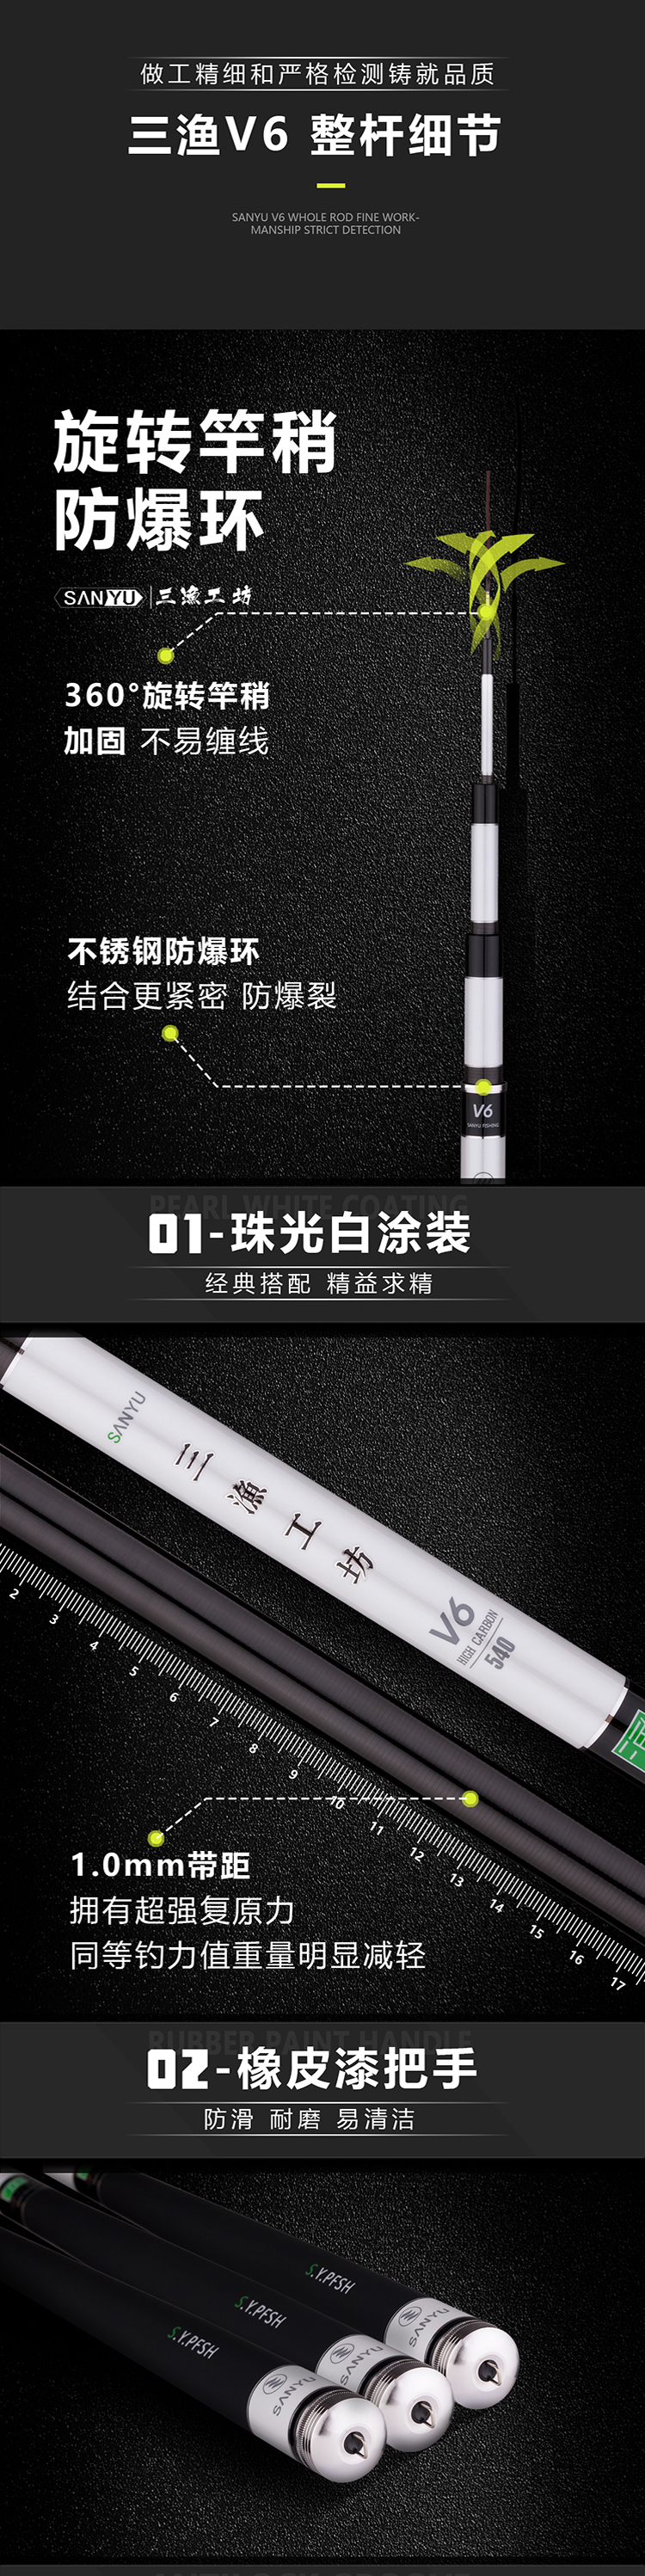 做工精细和严格检测铸就品质
三渔V6 整杆细节
SANYU V6 WHOLE ROD FINE WORK-
MANSHIP STRICT DETECTION
旋转竿稍
防爆环
SANYU 三渔工坊
360°旋转竿稍
加固 不易缠线
不锈钢防爆环
结合更紧密 防爆裂
V6
SANYU FISHING
PEARL WHITE COATING
01-珠光白涂装
经典搭配 精益求精
SANYU
三漁工坊
V6
HIGH CARBON
540
2 3 4 5 6 7 8 9 10 11 12 13 14 15 16 17
1.0mm带距
拥有超强复原力
同等钓力值重量明显减轻
RUBBER PAINT HANDLE
02-橡皮漆把手
防滑 耐磨 易清洁
S.Y.PFSH
S.Y.PFSH
S.Y.PFSH
SANYU
SANYU
SANYU